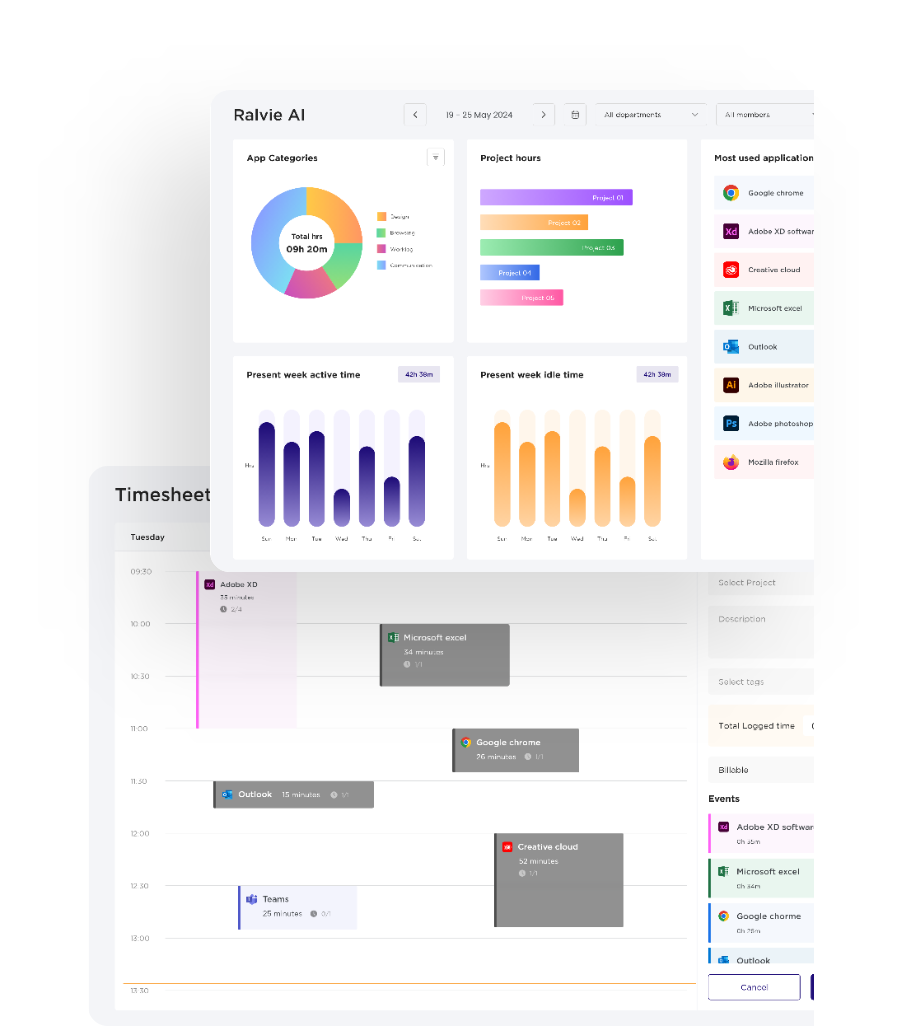 Ralvie AI
19 - 25 May 2024
All departments
All members
App Categories
Total hrs
09h 20m
Design
Browsing
Worklog
Communication
Project hours
Project 01
Project 02
Project 03
Project 04
Project 05
Most used application
Google chrome
Adobe XD softwar
Creative cloud
Microsoft excel
Outlook
Adobe illustrator
Adobe photoshop
Mozilla firefox
Present week active time
42h 38m
Hrs
Sun Mon Tue Wed Thu Fri Sat
Present week idle time
42h 38m
Hrs
Sun Mon Tue Wed Thu Fri Sat
Timesheet
Tuesday
09:30
10:00
10:30
11:00
11:30
12:00
12:30
13:00
13:30
Xd Adobe XD
2/4
Microsoft excel
34 minutes
1/1
Google chrome
26 minutes 1/1
Outlook 15 minutes 1/1
Creative cloud
52 minutes
1/1
Teams
25 minutes 0/1
Select Project
Description
Select tags
Total Logged time
Billable
Events
Xd Adobe XD softwar
0h 35m
Microsoft excel
0h 34m
Google chorme
Outlook
Cancel